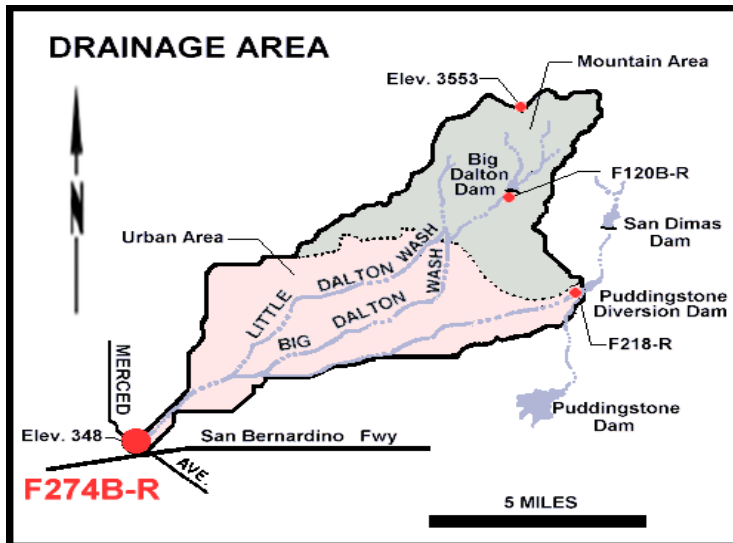 DRAINAGE AREA
Mountain Area
Elev. 3553
N
Big
Dalton
Dam
F120B-R
San Dimas
Dam
Urban Area
LITTLE DALTON WASH
BIG DALTON WASH
Puddingstone
Diversion Dam
F218-R
MERCED
AVE.
Elev. 348
San Bernardino Fwy
Puddingstone
Dam
F274B-R
5 MILES